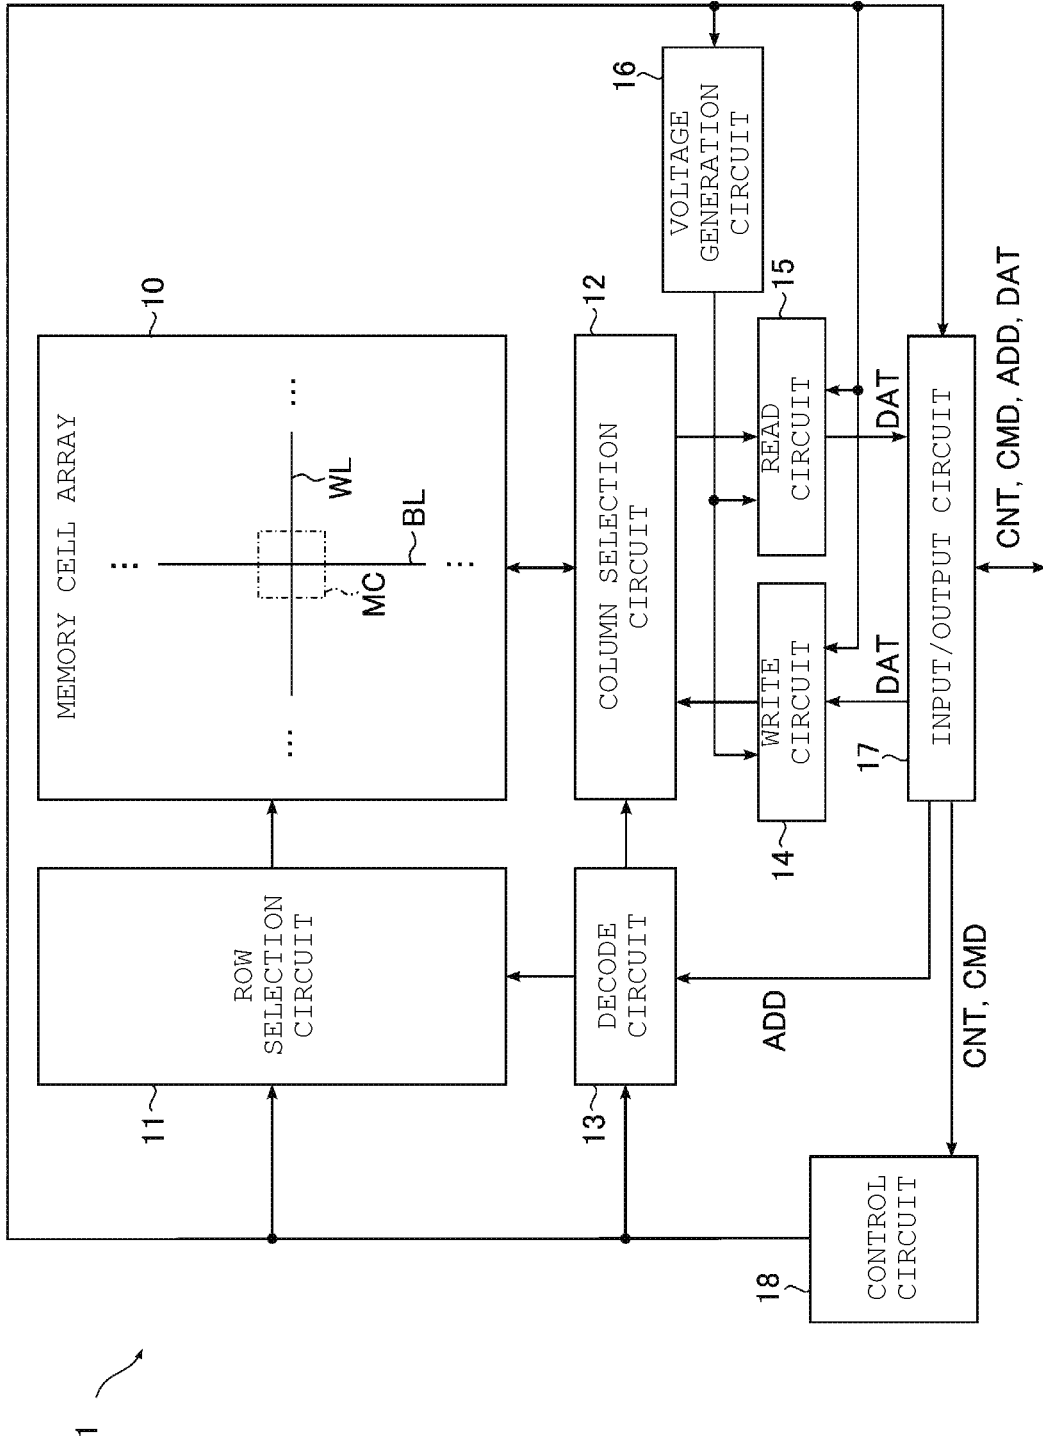 1
10
MEMORY CELL ARRAY
...
...
WL
MC
BL
...
...
11
ROW
SELECTION
CIRCUIT
12
COLUMN SELECTION
CIRCUIT
13
DECODE
CIRCUIT
16
VOLTAGE
GENERATION
CIRCUIT
14
WRITE
CIRCUIT
15
READ
CIRCUIT
ADD
DAT
DAT
17
INPUT/OUTPUT CIRCUIT
18
CONTROL
CIRCUIT
CNT, CMD
CNT, CMD, ADD, DAT